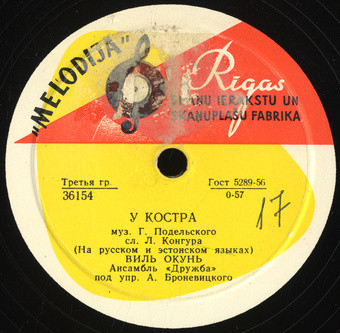 "MELODIJA"
Rīgas
SKAŅU IERAKSTU UN
SKAŅUPLAŠU FABRIKA
Третья гр.
36154
Гост 5289-56
0-57
17
У КОСТРА
муз. Г. Подельского
сл. Л. Конгура
(На русском и эстонском языках)
ВИЛЬ ОКУНЬ
Ансамбль «Дружба»
под упр. А. Броневицкого